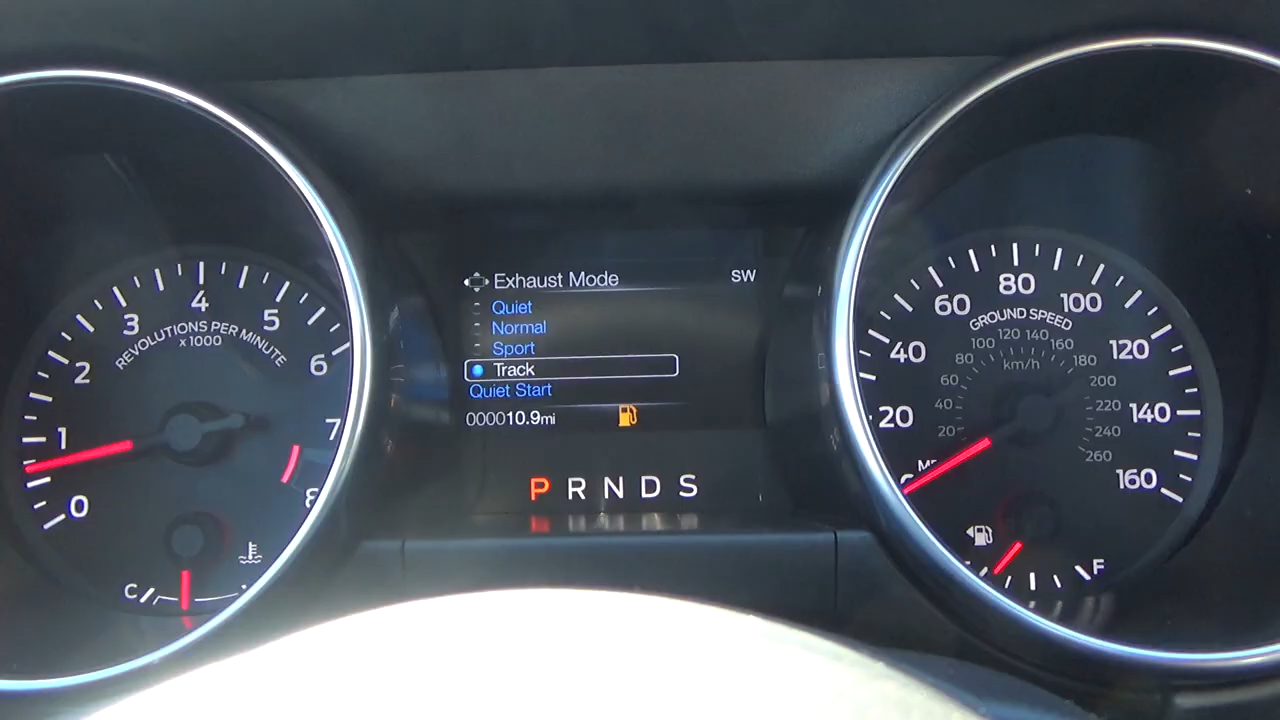 0
1
2
3
4
5
6
7
8
REVOLUTIONS PER MINUTE
x1000
C
Exhaust Mode SW
Quiet
Normal
Sport
Track
Quiet Start
000010.9mi
P R N D S
20
40
60
80
100
120
140
160
GROUND SPEED
km/h
20
40
60
80
100
120
140
160
180
200
220
240
260
F